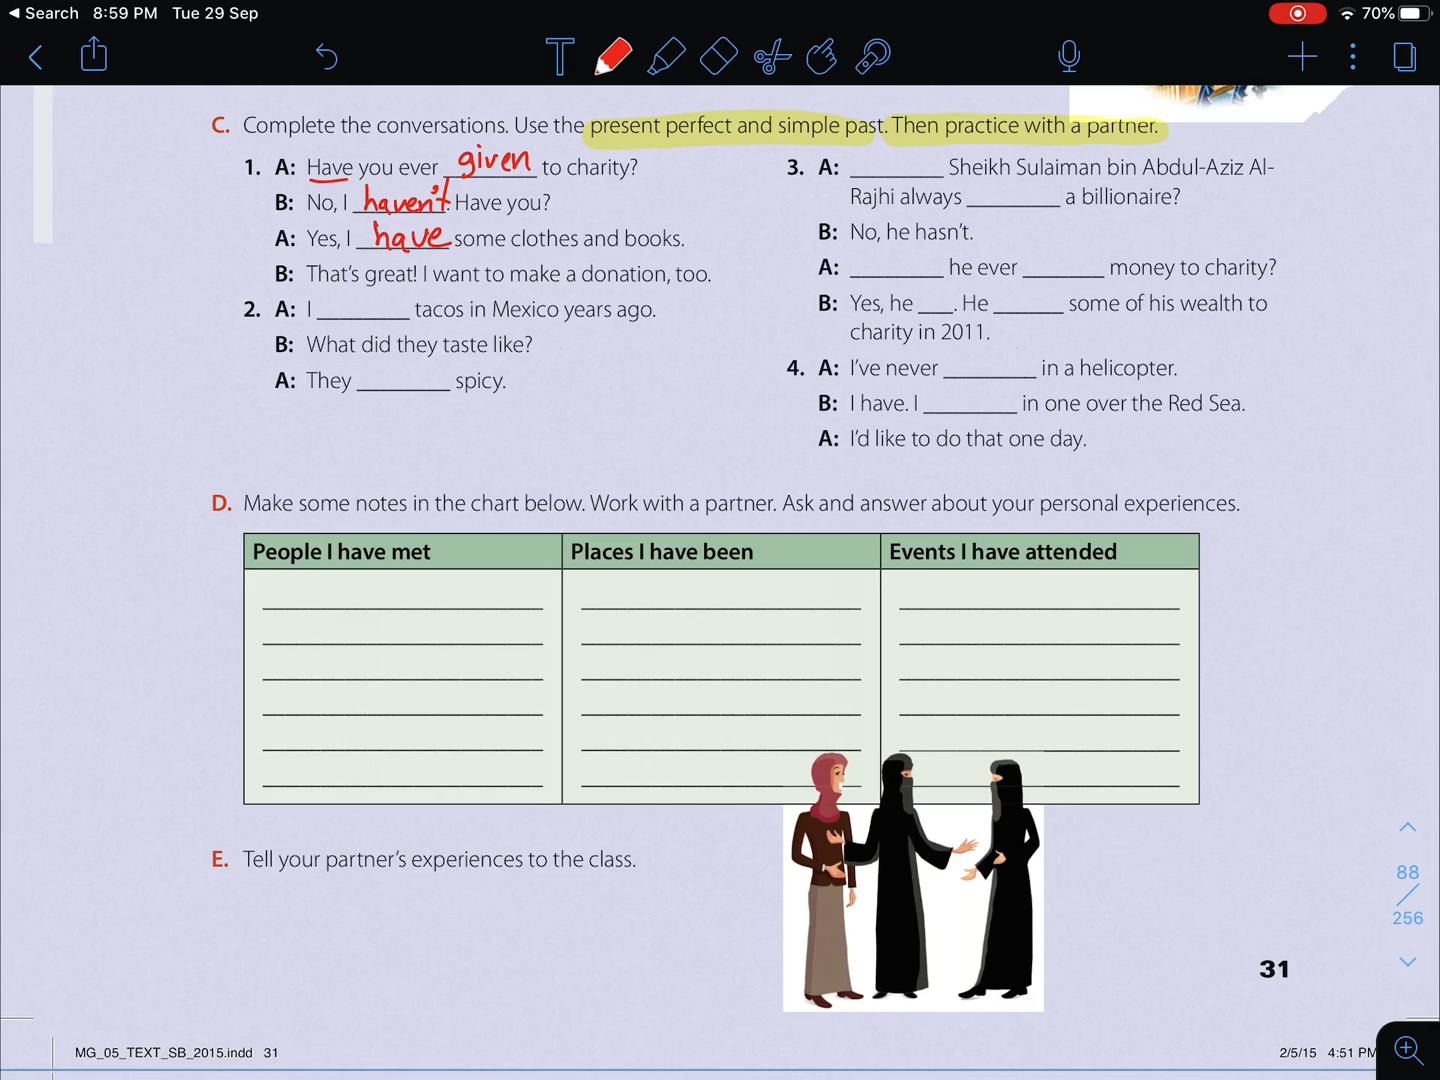 Search 8:59 PM Tue 29 Sep
70%
C. Complete the conversations. Use the present perfect and simple past. Then practice with a partner.
1. A: Have you ever given to charity?
B: No, I haven't. Have you?
A: Yes, I have some clothes and books.
B: That's great! I want to make a donation, too.
2. A: I ________ tacos in Mexico years ago.
B: What did they taste like?
A: They ________ spicy.
3. A: ________ Sheikh Sulaiman bin Abdul-Aziz Al-
Rajhi always ________ a billionaire?
B: No, he hasn't.
A: ________ he ever _______ money to charity?
B: Yes, he ___. He ______ some of his wealth to
charity in 2011.
4. A: I've never ________ in a helicopter.
B: I have. I ________ in one over the Red Sea.
A: I'd like to do that one day.
D. Make some notes in the chart below. Work with a partner. Ask and answer about your personal experiences.
People I have met
Places I have been
Events I have attended
E. Tell your partner's experiences to the class.
88
256
31
MG_05_TEXT_SB_2015.indd 31
2/5/15 4:51 PM